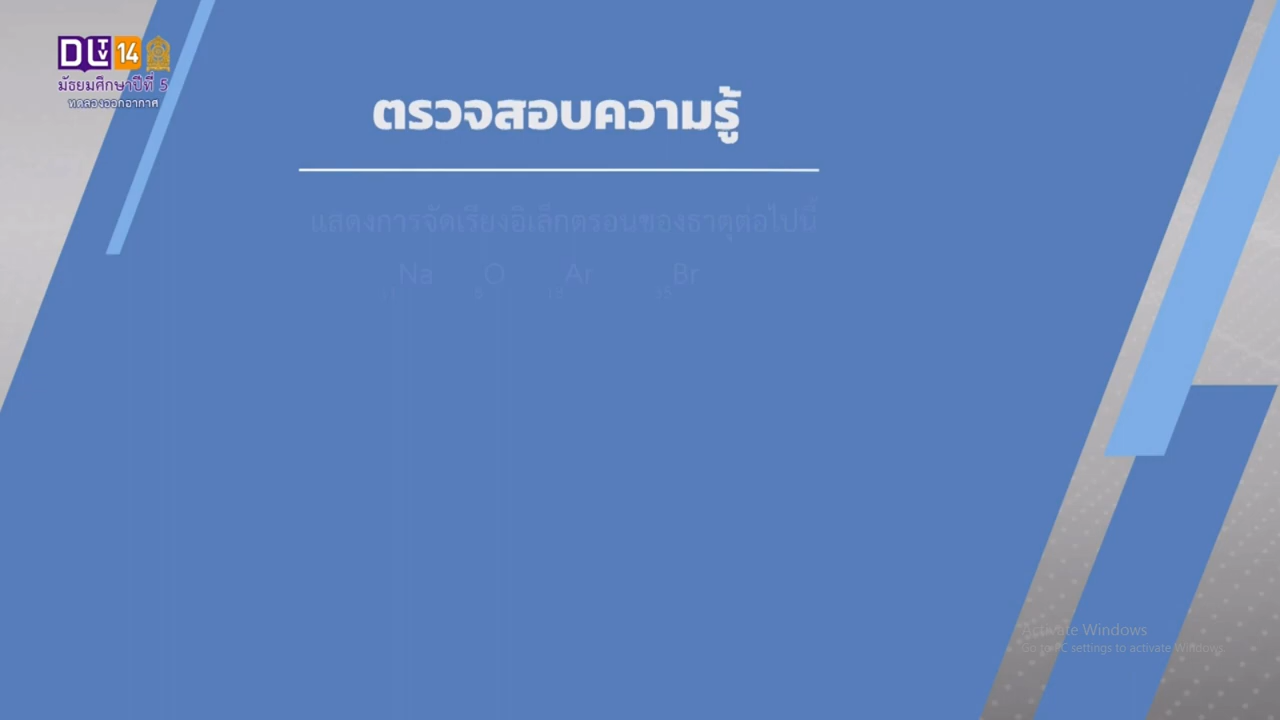 DLTV 14
มัธยมศึกษาปีที่ 5
ทดลองออกอากาศ
ตรวจสอบความรู้
แสดงการจัดเรียงอิเล็กตรอนของธาตุต่อไปนี้
Na O Ar Br
Activate Windows
Go to PC settings to activate Windows.